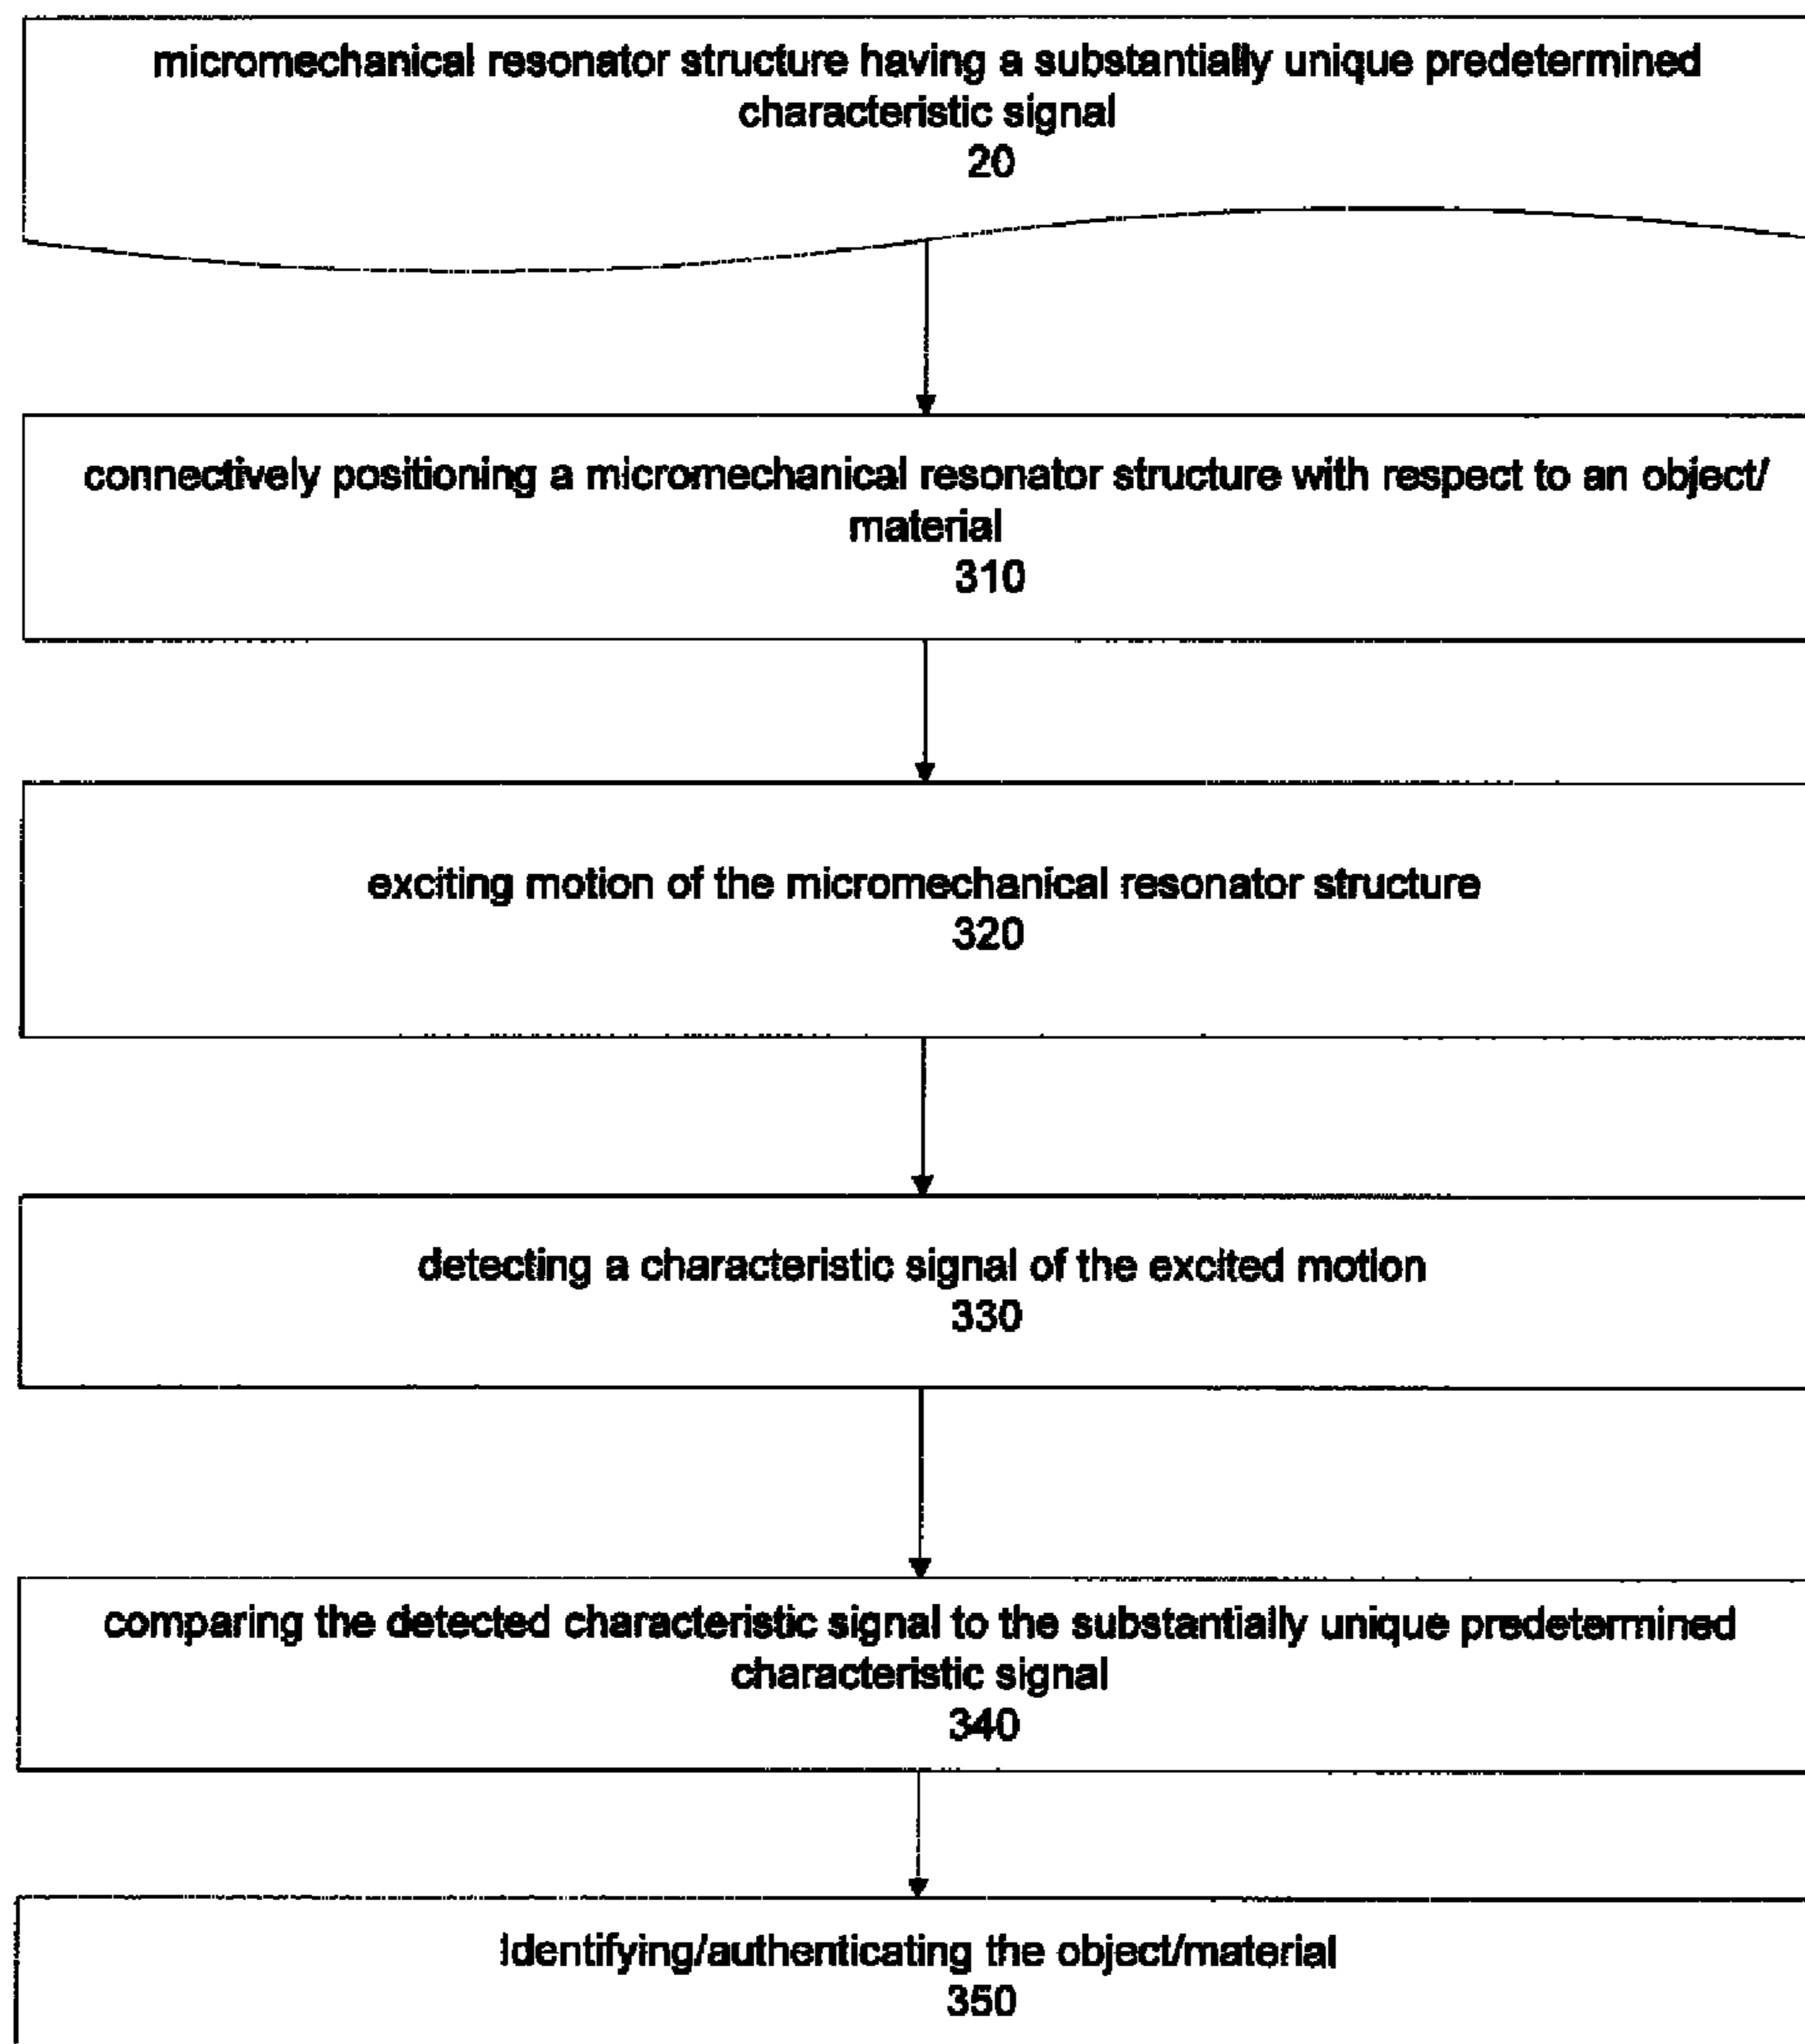 micromechanical resonator structure having a substantially unique predetermined
characteristic signal
20
connectively positioning a micromechanical resonator structure with respect to an object/
material
310
exciting motion of the micromechanical resonator structure
320
detecting a characteristic signal of the excited motion
330
comparing the detected characteristic signal to the substantially unique predetermined
characteristic signal
340
Identifying/authenticating the object/material
350